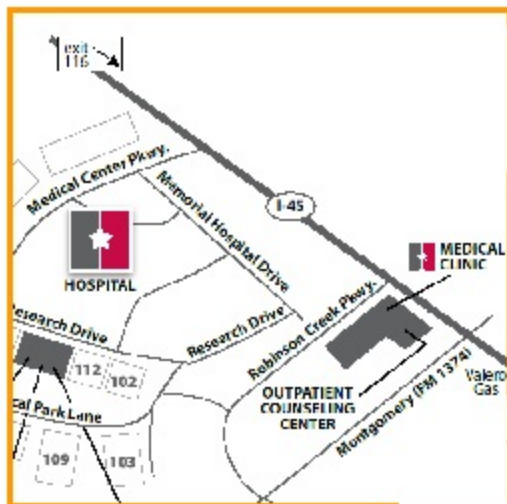 exit
116
Medical Center Pkwy.
Memorial Hospital Drive
I-45
MEDICAL
CLINIC
HOSPITAL
Research Drive
Research Drive
Robinson Creek Pkwy.
112
102
OUTPATIENT
COUNSELING
CENTER
Montgomery (FM 1374)
Valero
Gas
cal Park Lane
109
103